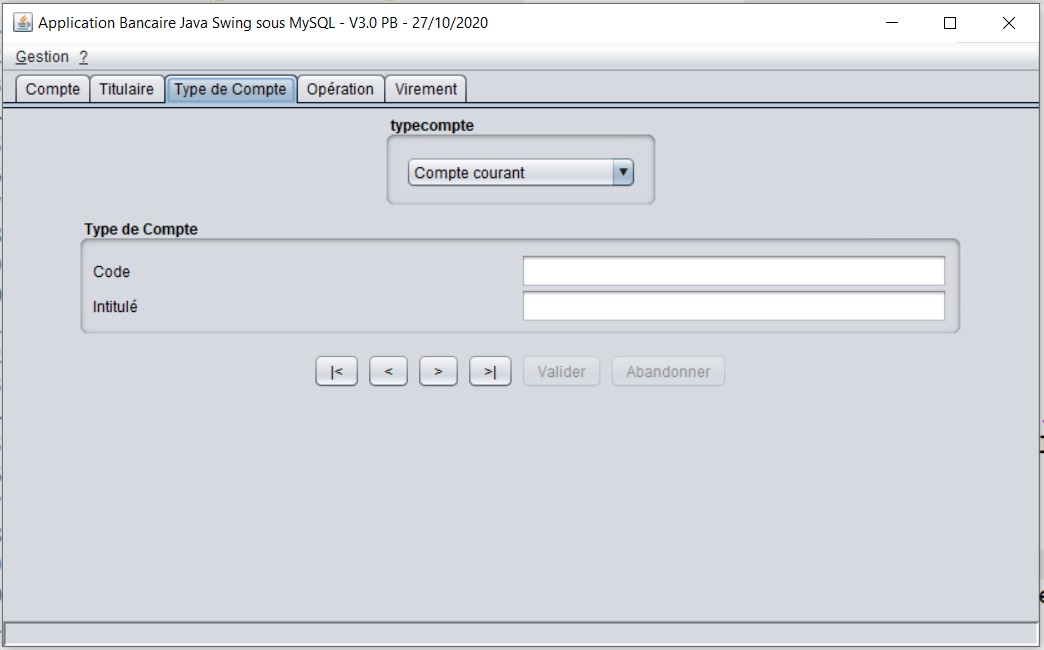 Application Bancaire Java Swing sous MySQL - V3.0 PB - 27/10/2020
Gestion ?
Compte Titulaire Type de Compte Opération Virement
typecompte
Compte courant
Type de Compte
Code
Intitulé
|< < > >| Valider Abandonner